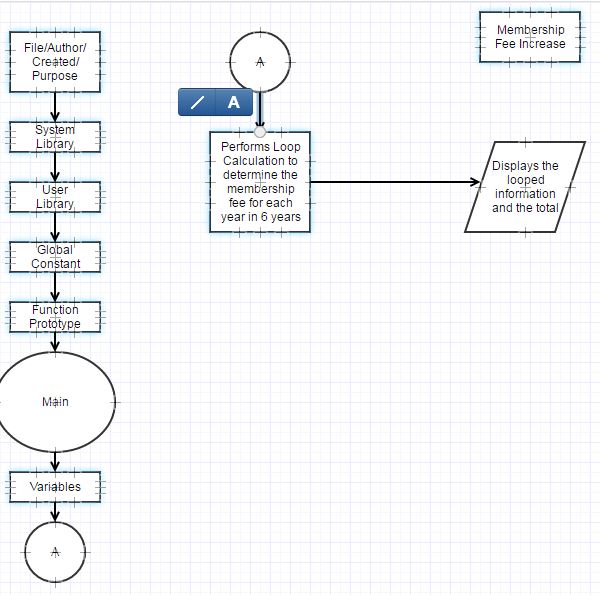 File/Author/
Created/
Purpose
System
Library
User
Library
Global
Constant
Function
Prototype
Main
Variables
A
A
A
Performs Loop
Calculation to
determine the
membership
fee for each
year in 6 years
Displays the
looped
information
and the total
Membership
Fee Increase